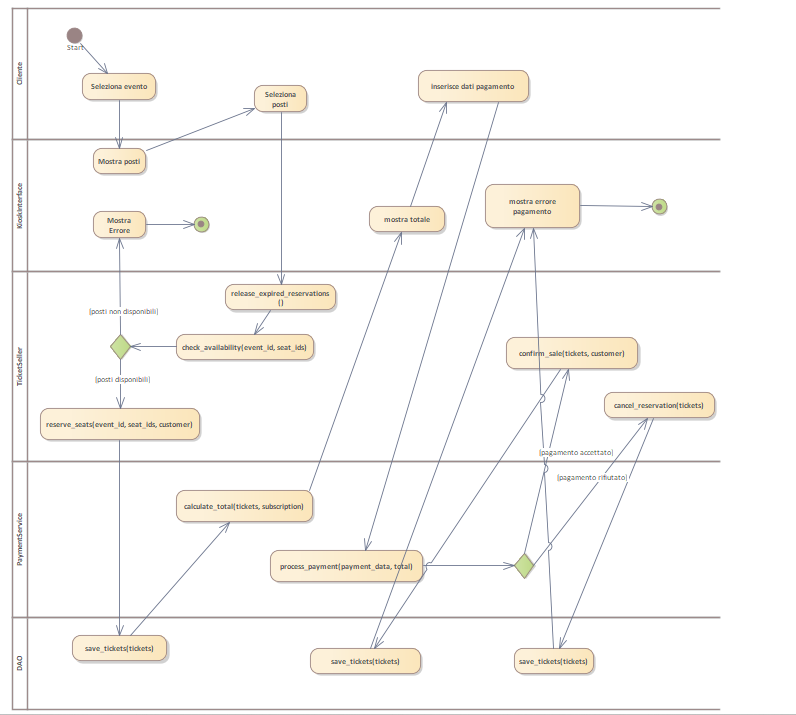 Cliente
Start
Seleziona evento
Seleziona
posti
inserisce dati pagamento
KioskInterface
Mostra posti
Mostra
Errore
mostra totale
mostra errore
pagamento
TicketSeller
release_expired_reservations
()
[posti non disponibili]
check_availability(event_id, seat_ids)
confirm_sale(tickets, customer)
[posti disponibili]
cancel_reservation(tickets)
reserve_seats(event_id, seat_ids, customer)
[pagamento accettato]
PaymentService
[pagamento rifiutato]
calculate_total(tickets, subscription)
process_payment(payment_data, total)
DAO
save_tickets(tickets)
save_tickets(tickets)
save_tickets(tickets)